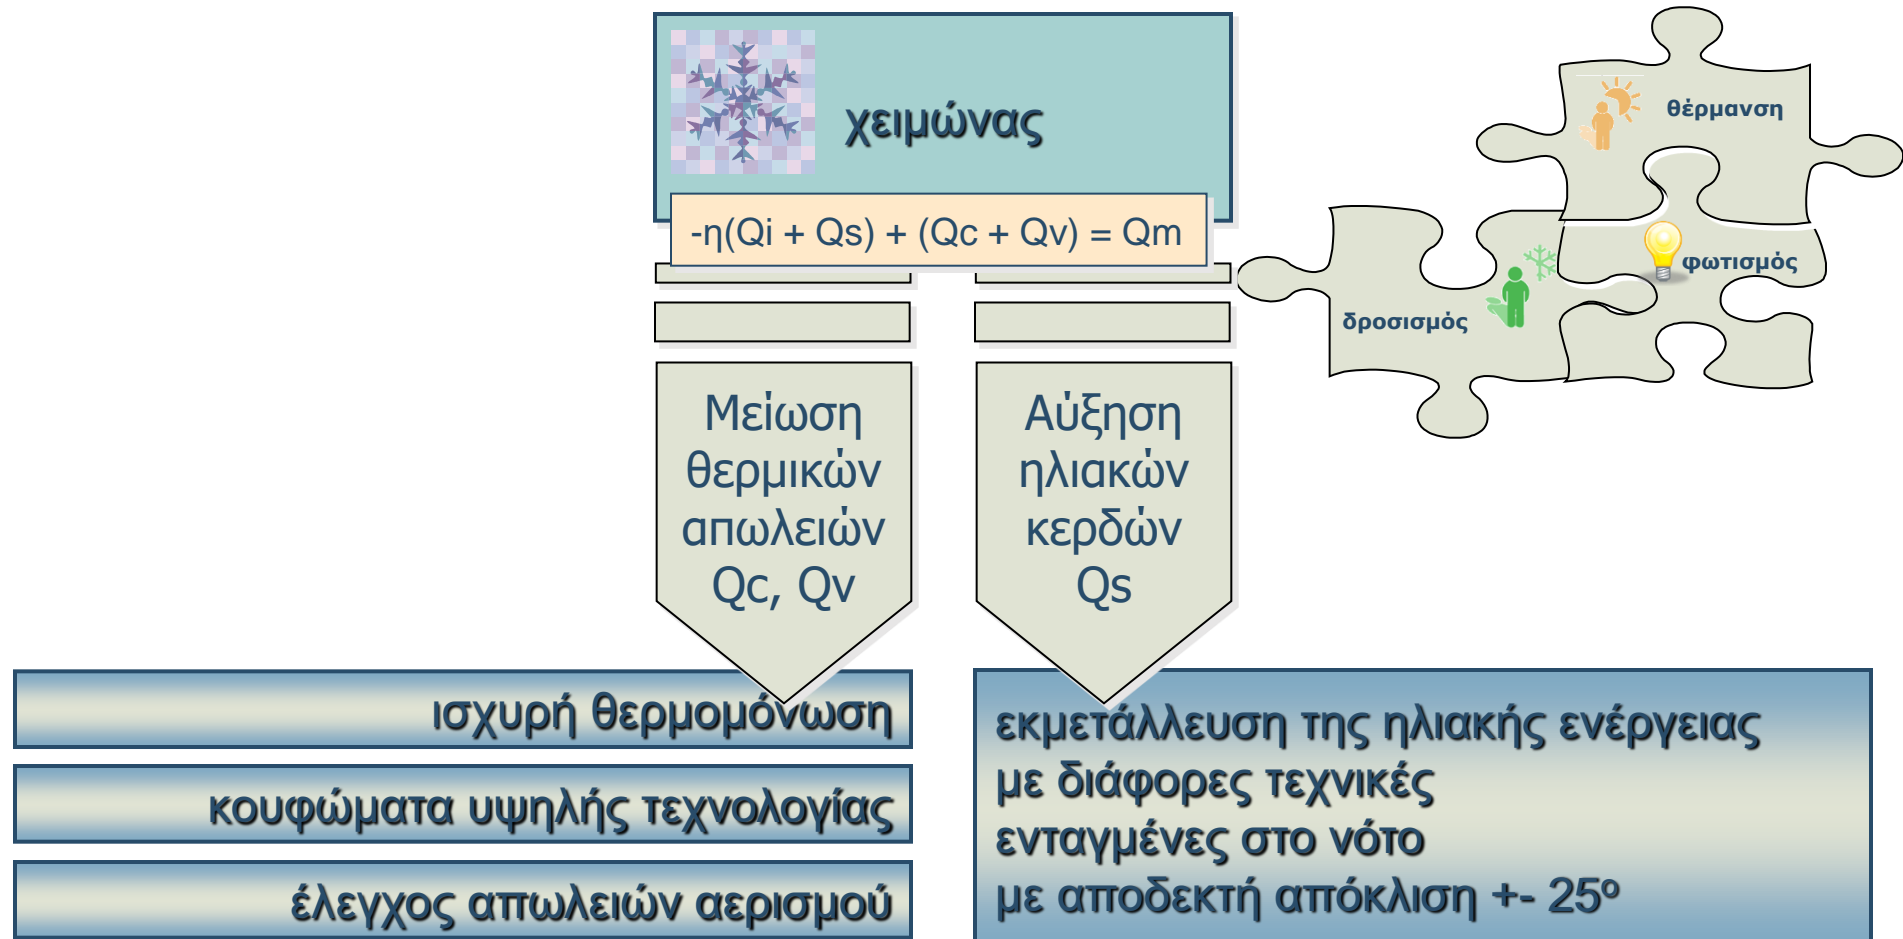 χειμώνας
-η(Qi + Qs) + (Qc + Qv) = Qm
θέρμανση
φωτισμός
δροσισμός
Μείωση
θερμικών
απωλειών
Qc, Qv
Αύξηση
ηλιακών
κερδών
Qs
ισχυρή θερμομόνωση
κουφώματα υψηλής τεχνολογίας
έλεγχος απωλειών αερισμού
εκμετάλλευση της ηλιακής ενέργειας
με διάφορες τεχνικές
ενταγμένες στο νότο
με αποδεκτή απόκλιση +- 25º